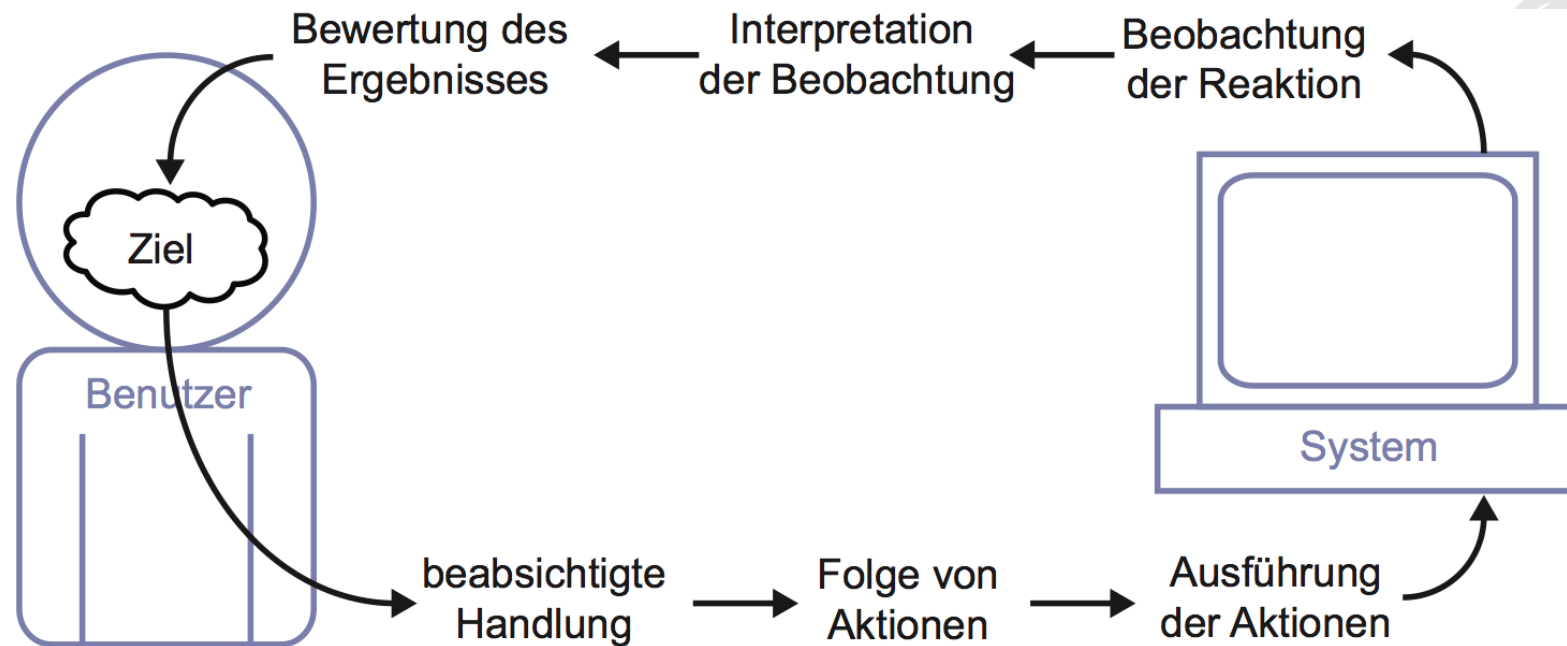 Bewertung des
Ergebnisses
Interpretation
der Beobachtung
Beobachtung
der Reaktion
Ziel
Benutzer
System
beabsichtigte
Handlung
Folge von
Aktionen
Ausführung
der Aktionen